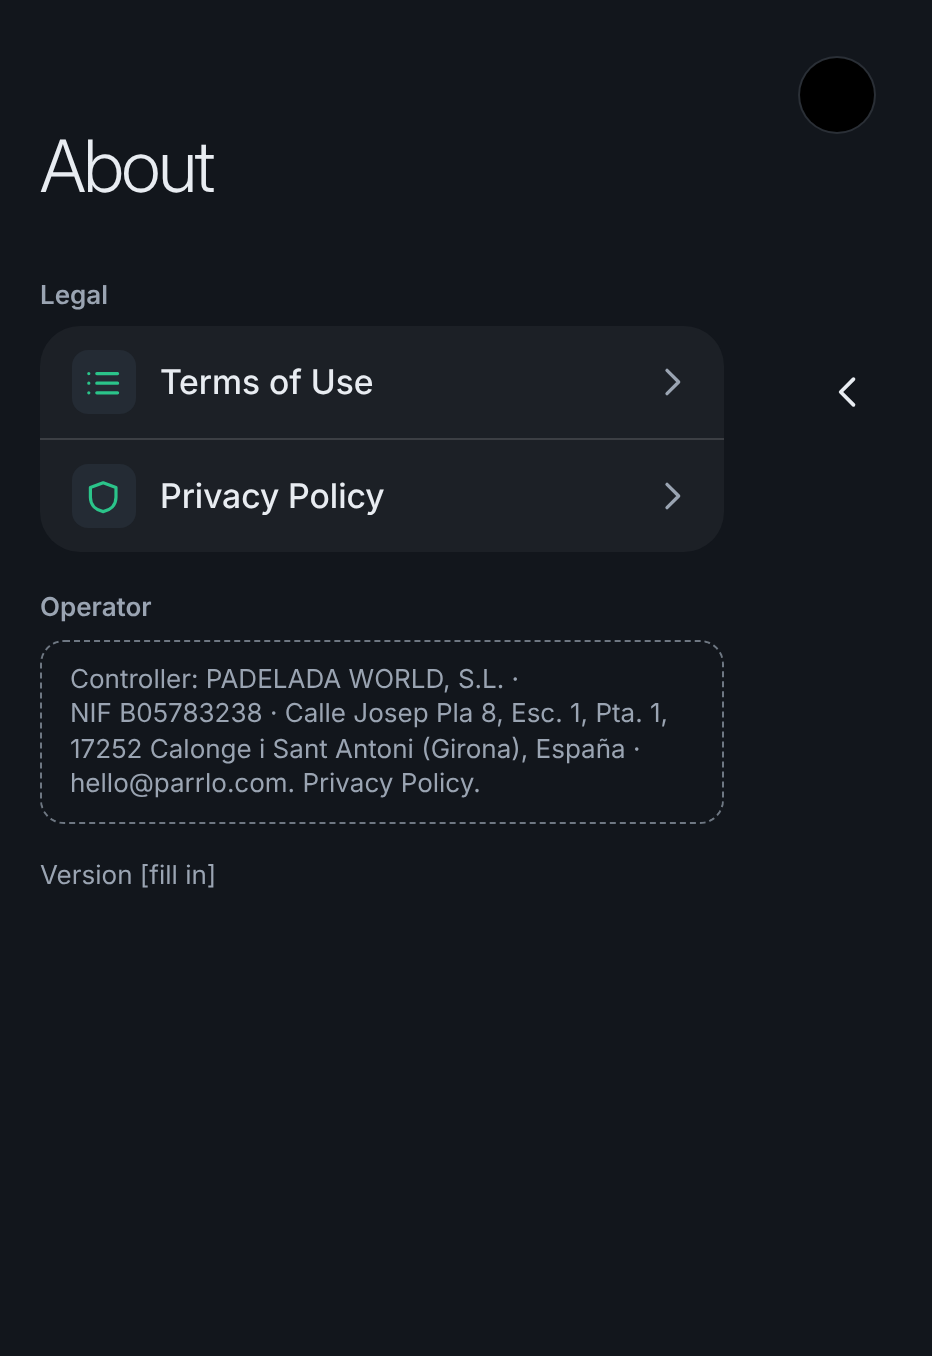 About
Legal
Terms of Use
Privacy Policy
Operator
Controller: PADELADA WORLD, S.L. ·
NIF B05783238 · Calle Josep Pla 8, Esc. 1, Pta. 1,
17252 Calonge i Sant Antoni (Girona), España ·
hello@parrlo.com. Privacy Policy.
Version [fill in]